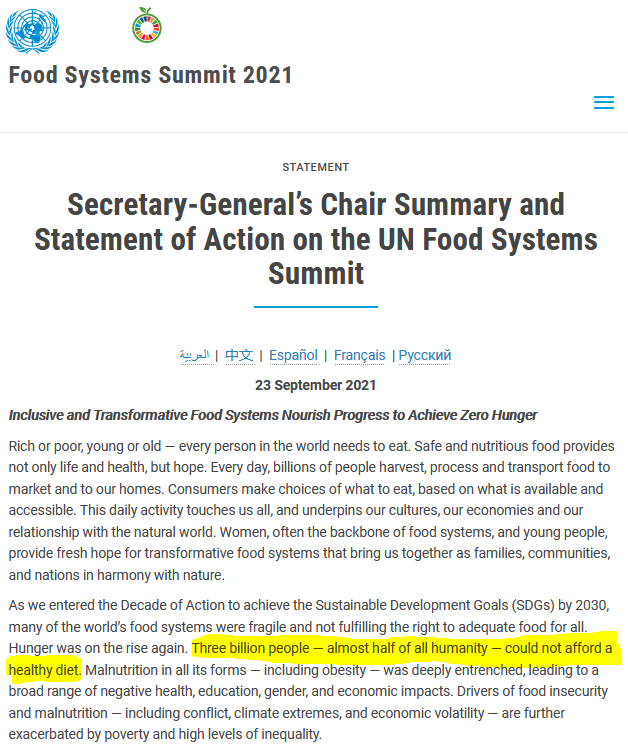 Food Systems Summit 2021
STATEMENT
Secretary-General’s Chair Summary and
Statement of Action on the UN Food Systems
Summit
العربية | 中文 | Español | Français | Русский
23 September 2021
Inclusive and Transformative Food Systems Nourish Progress to Achieve Zero Hunger
Rich or poor, young or old — every person in the world needs to eat. Safe and nutritious food provides
not only life and health, but hope. Every day, billions of people harvest, process and transport food to
market and to our homes. Consumers make choices of what to eat, based on what is available and
accessible. This daily activity touches us all, and underpins our cultures, our economies and our
relationship with the natural world. Women, often the backbone of food systems, and young people,
provide fresh hope for transformative food systems that bring us together as families, communities,
and nations in harmony with nature.
As we entered the Decade of Action to achieve the Sustainable Development Goals (SDGs) by 2030,
many of the world’s food systems were fragile and not fulfilling the right to adequate food for all.
Hunger was on the rise again. Three billion people — almost half of all humanity — could not afford a
healthy diet. Malnutrition in all its forms — including obesity — was deeply entrenched, leading to a
broad range of negative health, education, gender, and economic impacts. Drivers of food insecurity
and malnutrition — including conflict, climate extremes, and economic volatility — are further
exacerbated by poverty and high levels of inequality.